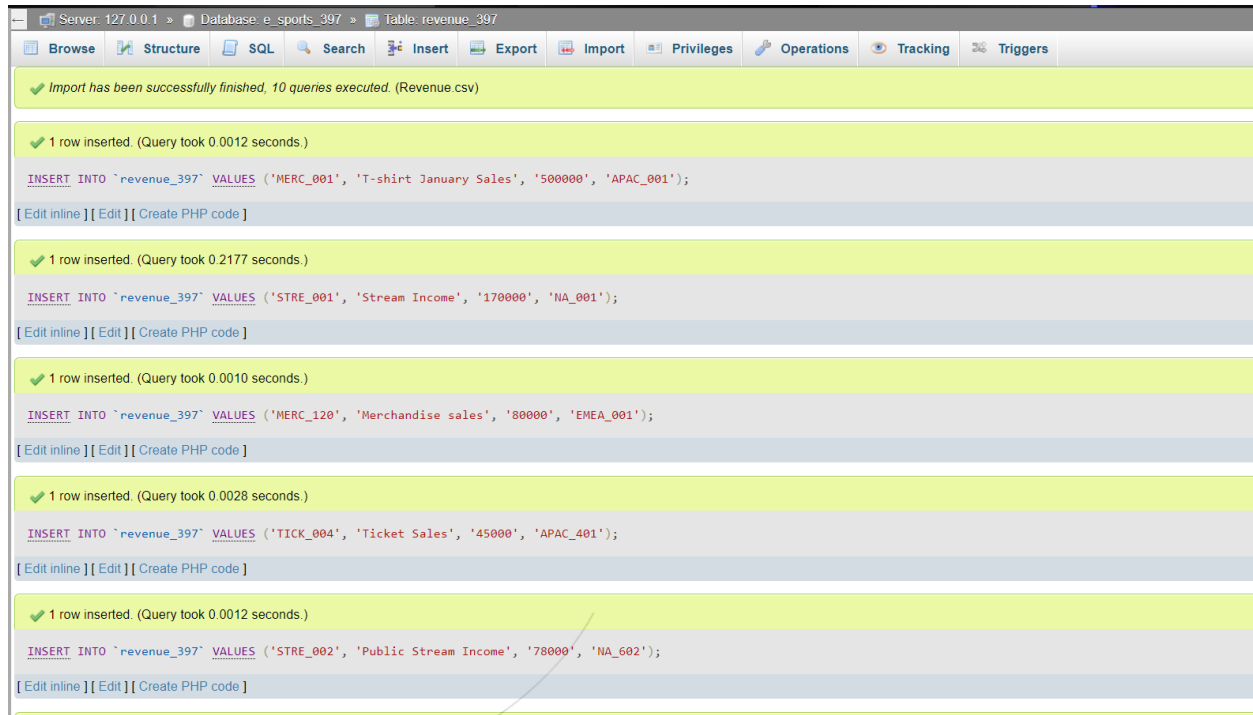 Server: 127.0.0.1 » Database: e_sports_397 » Table: revenue_397
Browse Structure SQL Search Insert Export Import Privileges Operations Tracking Triggers
Import has been successfully finished, 10 queries executed. (Revenue.csv)
1 row inserted. (Query took 0.0012 seconds.)
INSERT INTO `revenue_397` VALUES ('MERC_001', 'T-shirt January Sales', '500000', 'APAC_001');
[ Edit inline ] [ Edit ] [ Create PHP code ]
1 row inserted. (Query took 0.2177 seconds.)
INSERT INTO `revenue_397` VALUES ('STRE_001', 'Stream Income', '170000', 'NA_001');
[ Edit inline ] [ Edit ] [ Create PHP code ]
1 row inserted. (Query took 0.0010 seconds.)
INSERT INTO `revenue_397` VALUES ('MERC_120', 'Merchandise sales', '80000', 'EMEA_001');
[ Edit inline ] [ Edit ] [ Create PHP code ]
1 row inserted. (Query took 0.0028 seconds.)
INSERT INTO `revenue_397` VALUES ('TICK_004', 'Ticket Sales', '45000', 'APAC_401');
[ Edit inline ] [ Edit ] [ Create PHP code ]
1 row inserted. (Query took 0.0012 seconds.)
INSERT INTO `revenue_397` VALUES ('STRE_002', 'Public Stream Income', '78000', 'NA_602');
[ Edit inline ] [ Edit ] [ Create PHP code ]